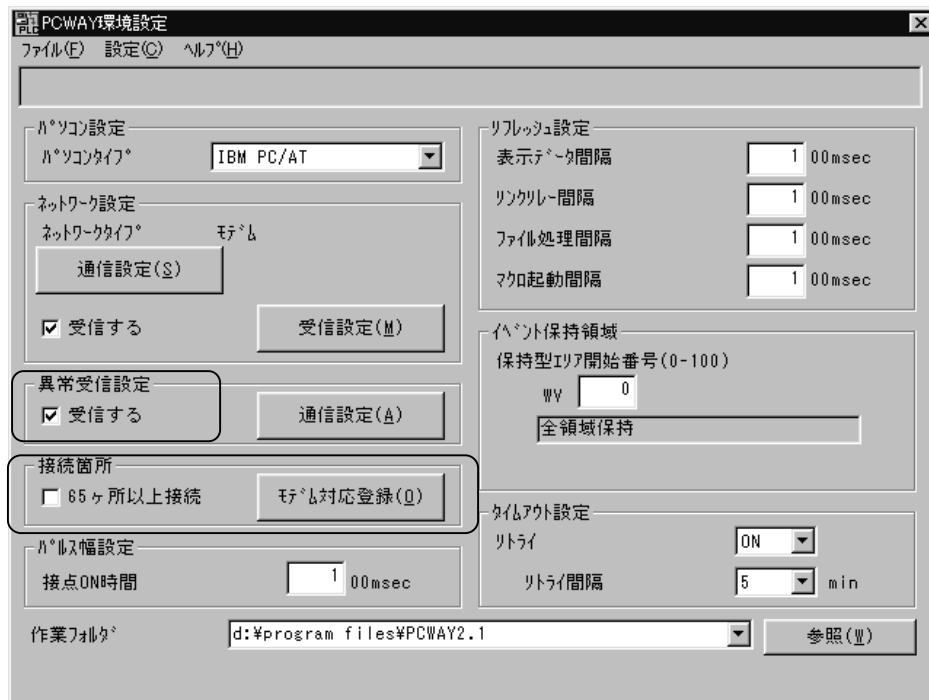 PLC PCWAY環境設定
ファイル(F) 設定(C) ヘルプ(H)
パソコン設定
パソコンタイプ IBM PC/AT
ネットワーク設定
ネットワークタイプ モデム
通信設定(S)
受信する 受信設定(M)
異常受信設定
受信する 通信設定(A)
接続箇所
65ヶ所以上接続 モデム対応登録(O)
パルス幅設定
接点ON時間 1 00msec
リフレッシュ設定
表示データ間隔 1 00msec
リンクリレー間隔 1 00msec
ファイル処理間隔 1 00msec
マクロ起動間隔 1 00msec
イベント保持領域
保持型エリア開始番号(0-100)
WV 0
全領域保持
タイムアウト設定
リトライ ON
リトライ間隔 5 min
作業フォルダ d:¥program files¥PCWAY2.1 参照(W)